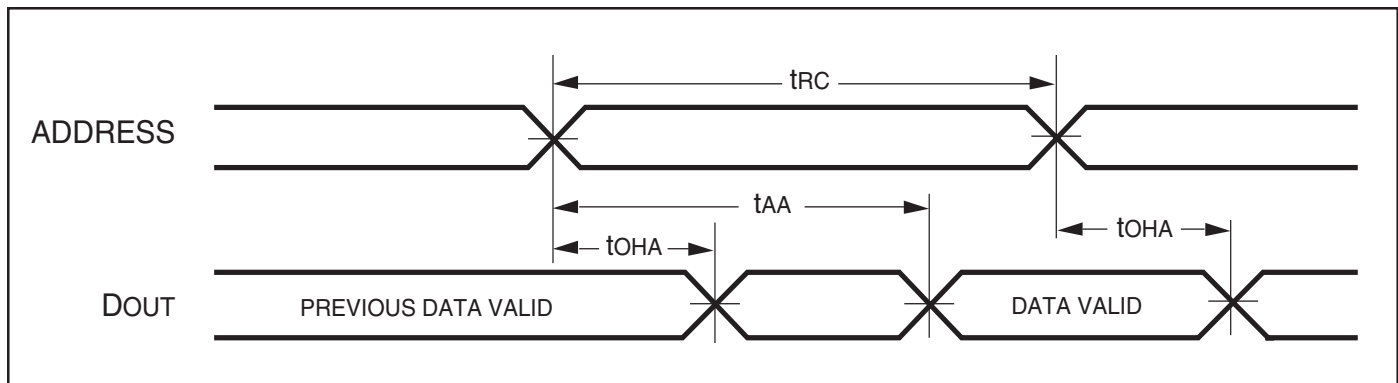 tRC
ADDRESS
tAA
tOHA
tOHA
DOUT
PREVIOUS DATA VALID
DATA VALID